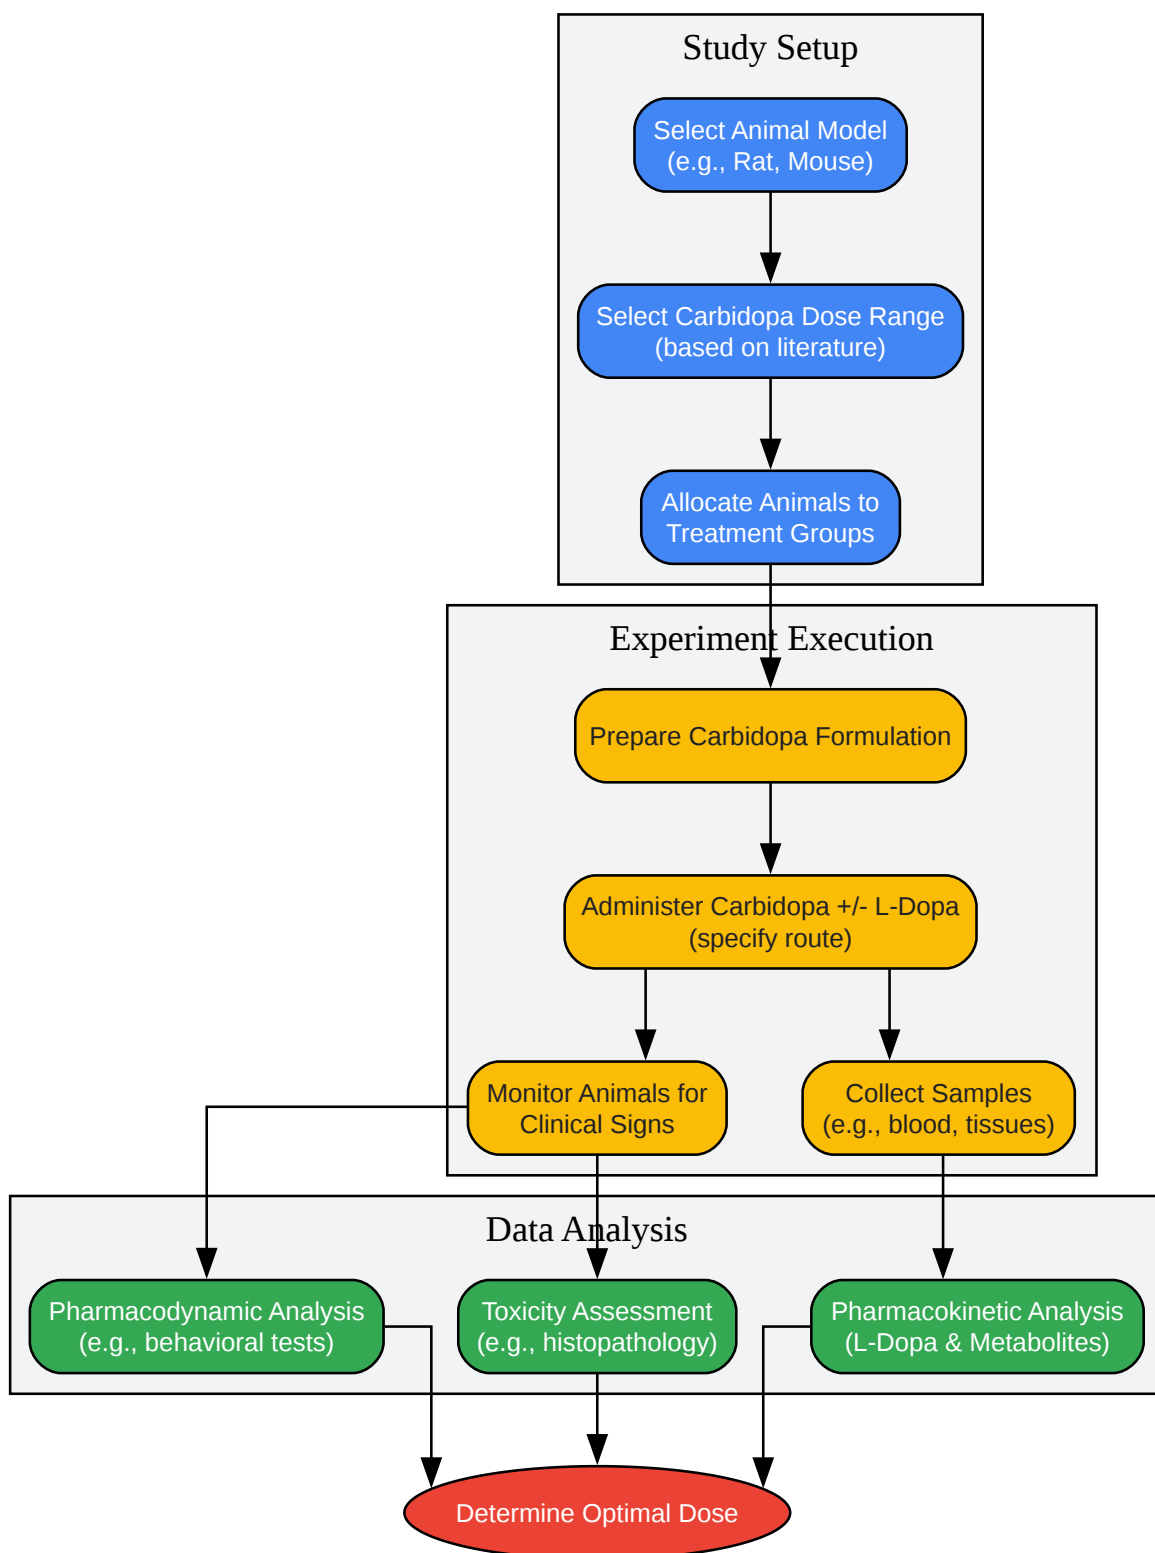 Study Setup
Select Animal Model
(e.g., Rat, Mouse)
Select Carbidopa Dose Range
(based on literature)
Allocate Animals to
Treatment Groups
Experiment Execution
Prepare Carbidopa Formulation
Administer Carbidopa +/- L-Dopa
(specify route)
Monitor Animals for
Clinical Signs
Collect Samples
(e.g., blood, tissues)
Data Analysis
Pharmacodynamic Analysis
(e.g., behavioral tests)
Toxicity Assessment
(e.g., histopathology)
Pharmacokinetic Analysis
(L-Dopa & Metabolites)
Determine Optimal Dose